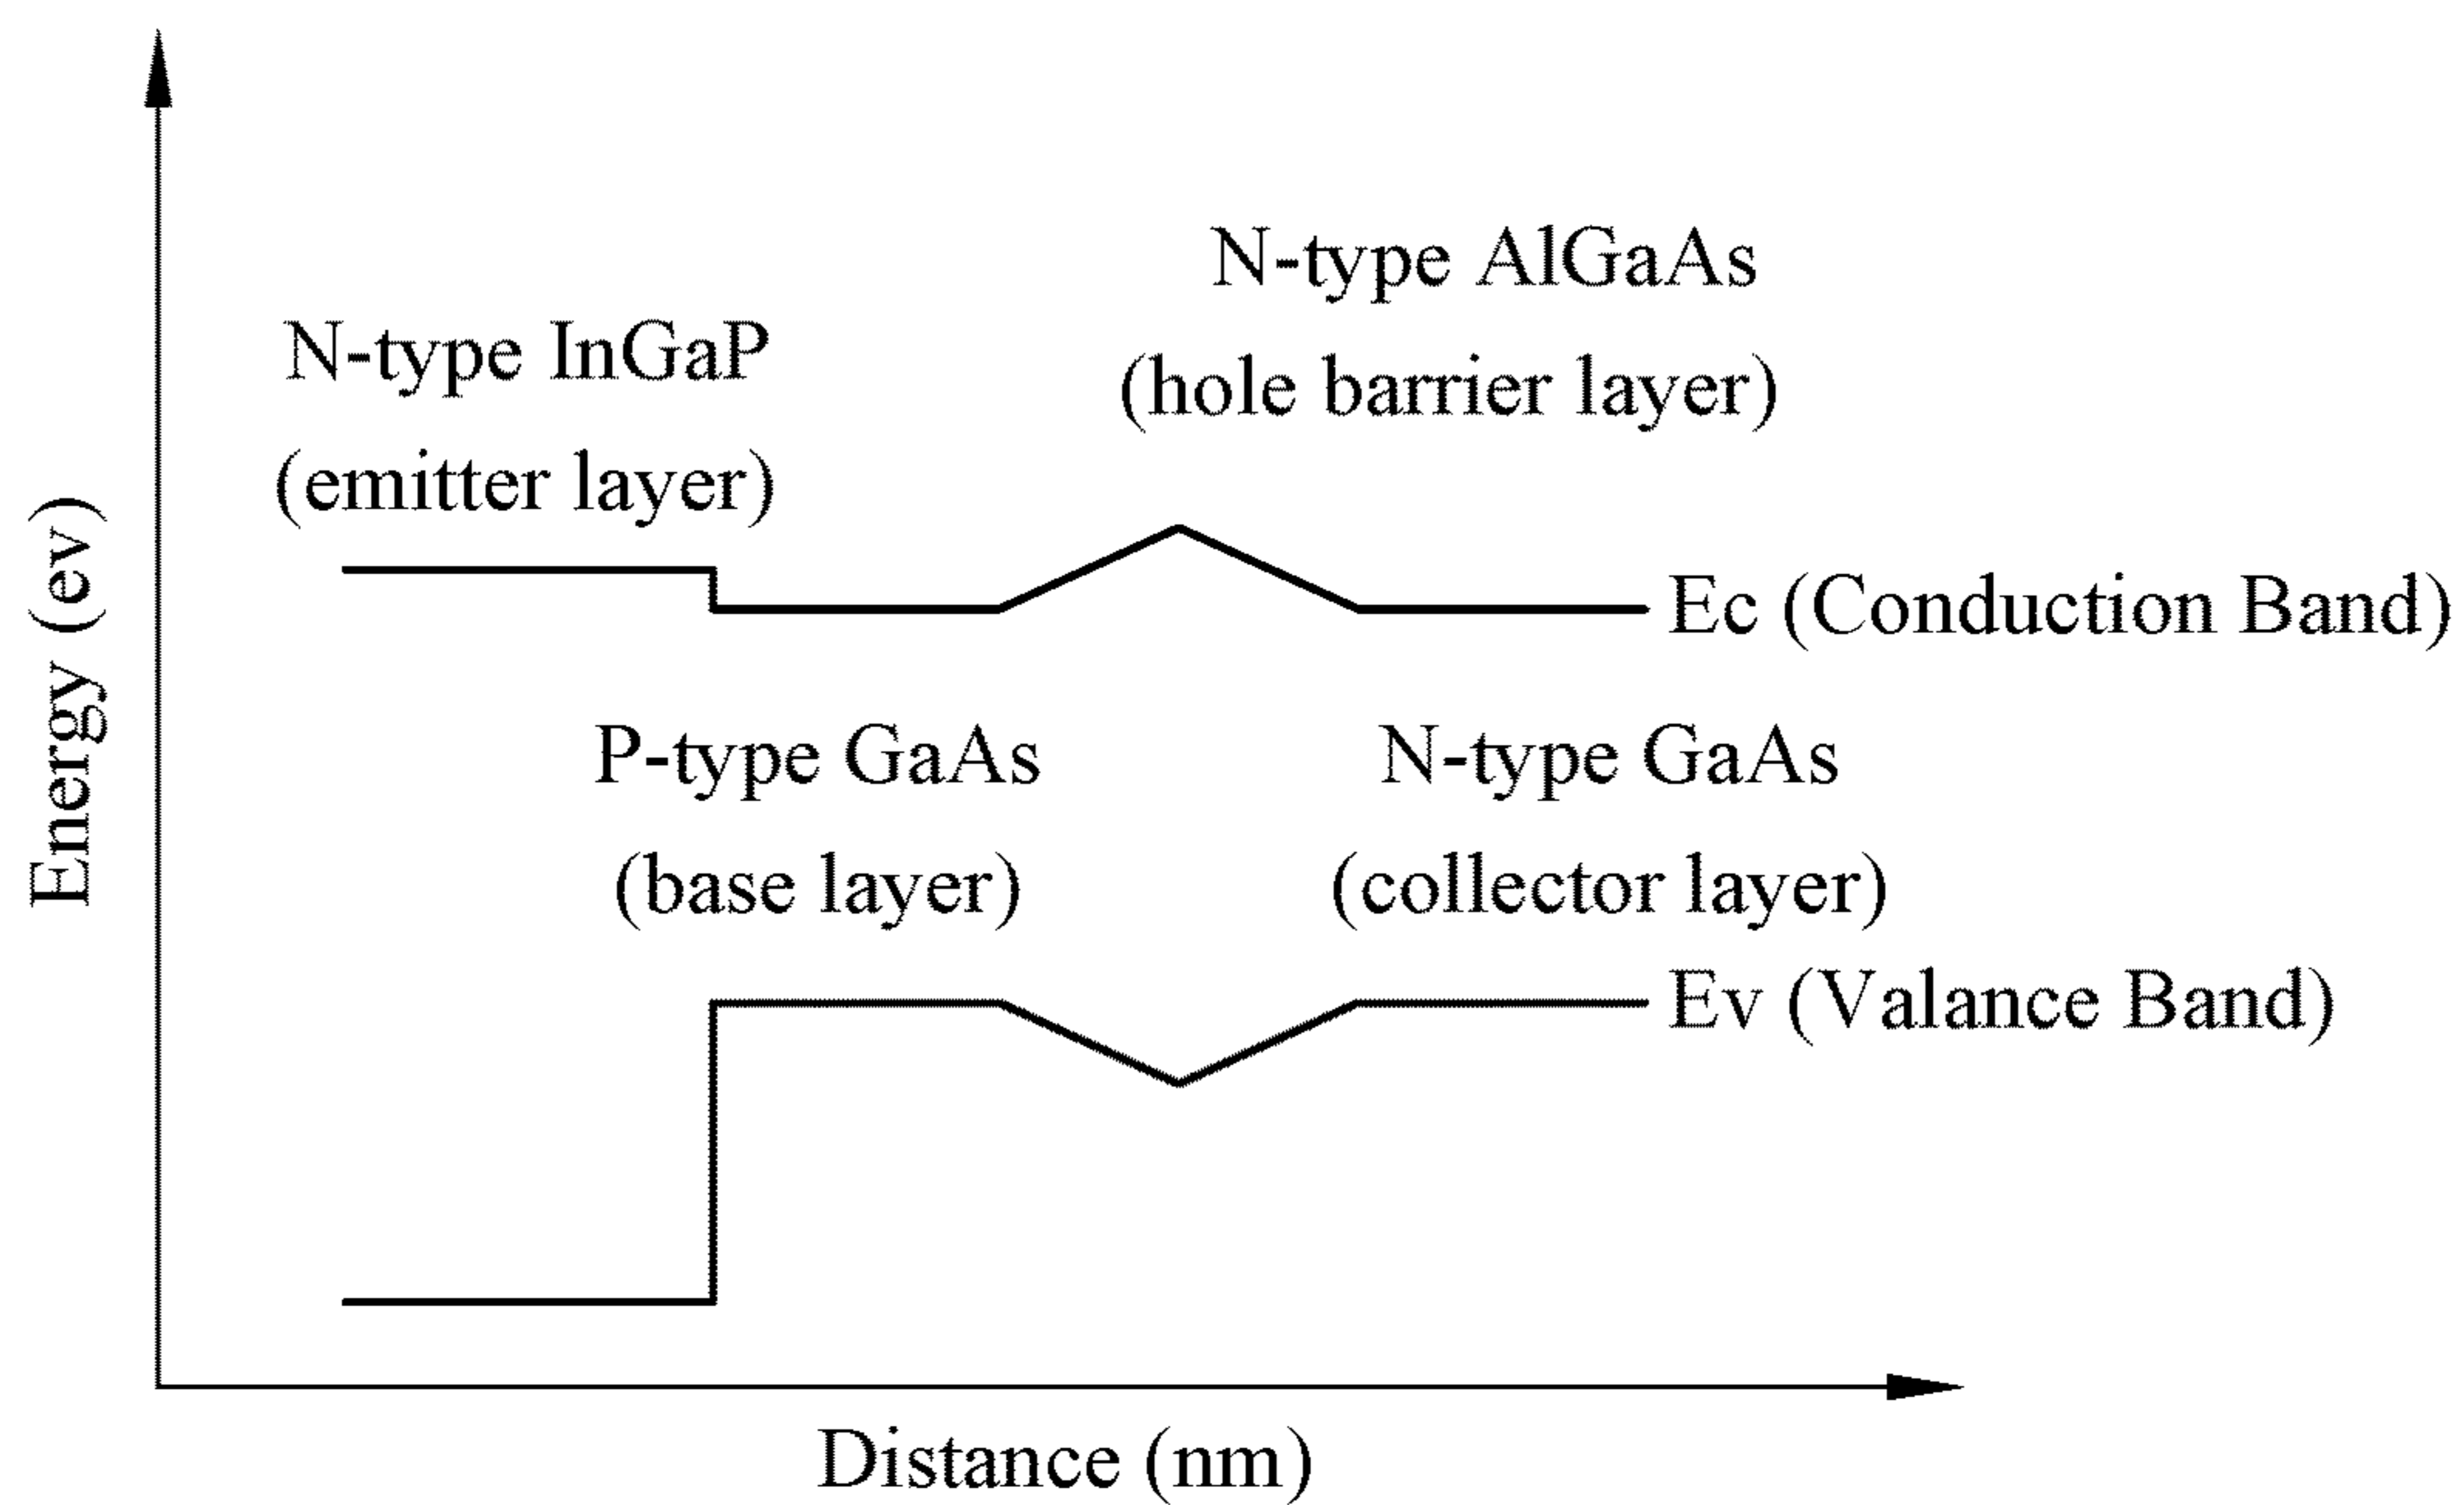 N-type AlGaAs
(hole barrier layer)
N-type InGaP
(emitter layer)
Ec (Conduction Band)
Energy (ev)
P-type GaAs
(base layer)
N-type GaAs
(collector layer)
Ev (Valance Band)
Distance (nm)